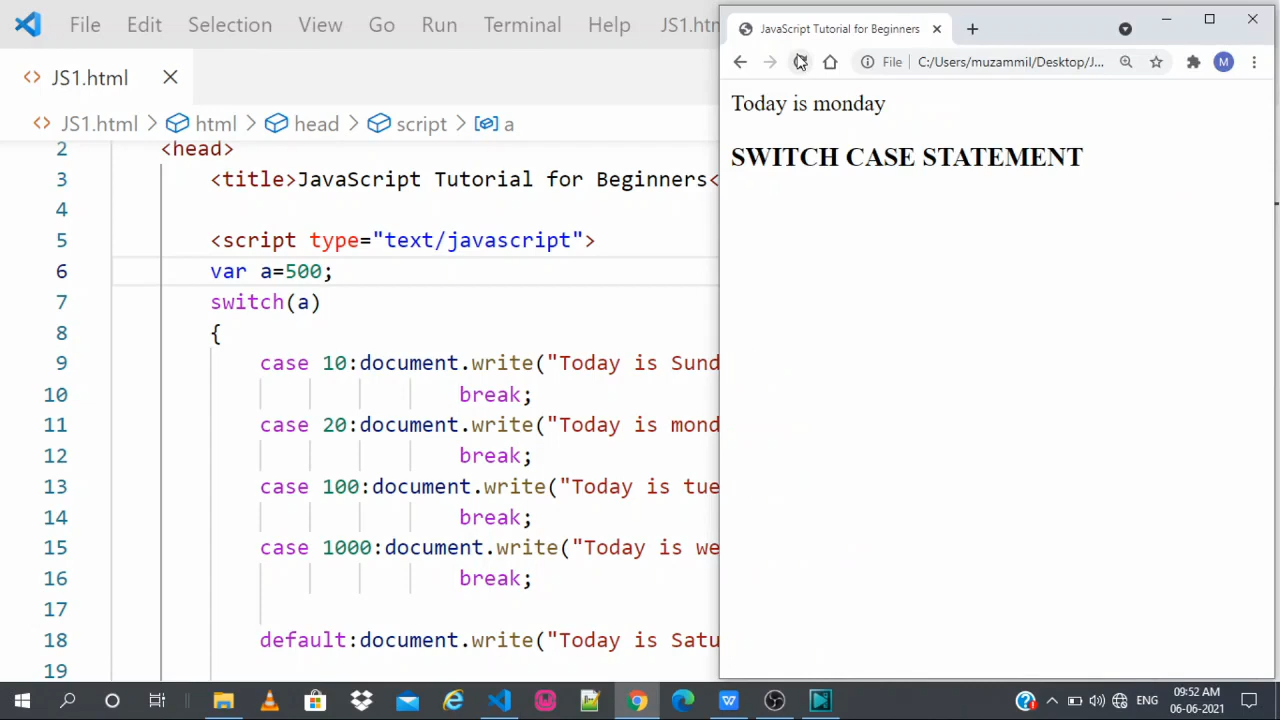 File Edit Selection View Go Run Terminal Help JS1.htm
JS1.html
JS1.html > html > head > script > a
2 <head>
3 <title>JavaScript Tutorial for Beginners<
4
5 <script type="text/javascript">
6 var a=500;
7 switch(a)
8 {
9 case 10:document.write("Today is Sund
10 break;
11 case 20:document.write("Today is mond
12 break;
13 case 100:document.write("Today is tue
14 break;
15 case 1000:document.write("Today is we
16 break;
17
18 default:document.write("Today is Satu
19
JavaScript Tutorial for Beginners
File C:/Users/muzammil/Desktop/J... M
Today is monday
SWITCH CASE STATEMENT
ENG
09:52 AM
06-06-2021